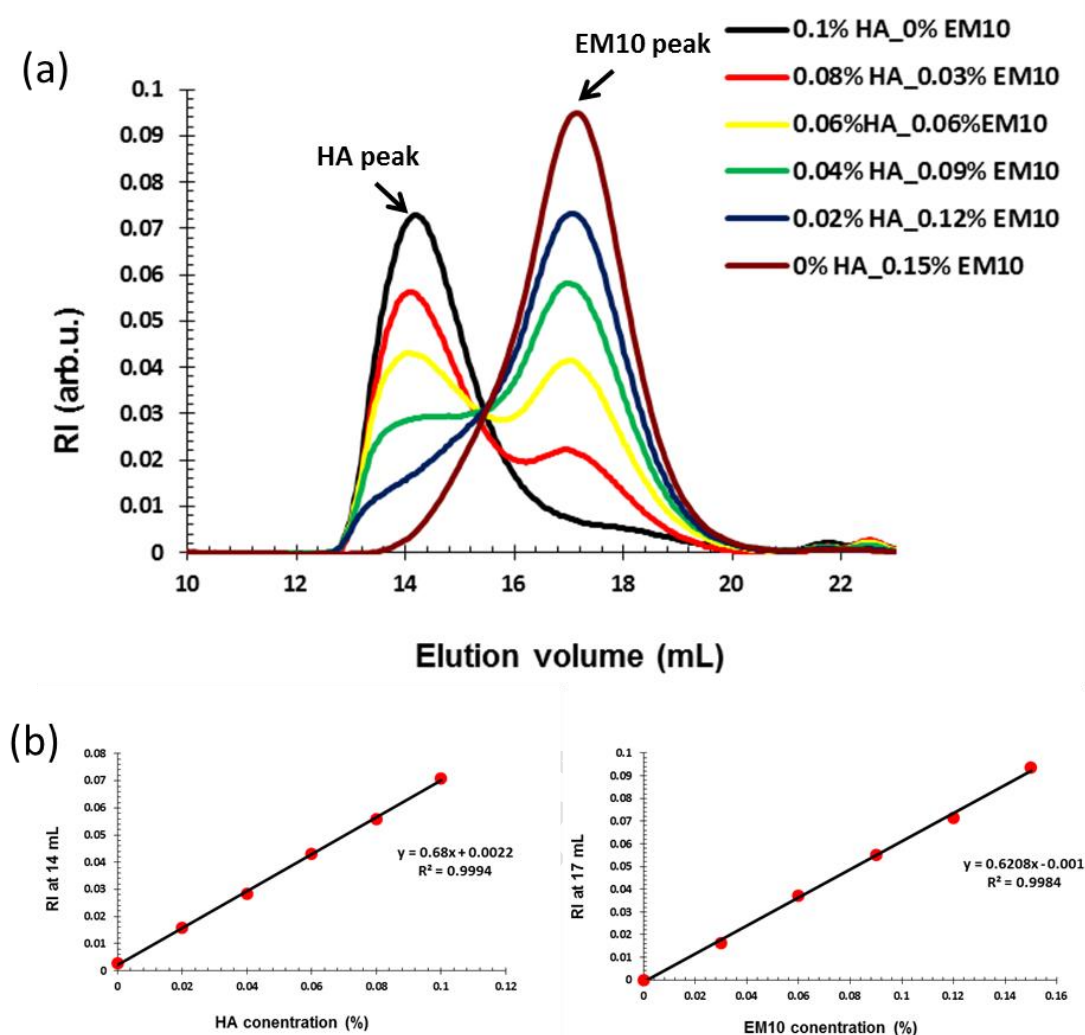 (a)
0.1% HA_0% EM10
0.08% HA_0.03% EM10
0.06%HA_0.06%EM10
0.04% HA_0.09% EM10
0.02% HA_0.12% EM10
0% HA_0.15% EM10
EM10 peak
HA peak
0.1
0.09
0.08
0.07
0.06
0.05
0.04
0.03
0.02
0.01
0
RI (arb.u.)
10 12 14 16 18 20 22
Elution volume (mL)
(b)
0.08
0.07
0.06
0.05
0.04
0.03
0.02
0.01
0
RI at 14 mL
y = 0.68x + 0.0022
R² = 0.9994
0 0.02 0.04 0.06 0.08 0.1 0.12
HA conentration (%)
0.1
0.09
0.08
0.07
0.06
0.05
0.04
0.03
0.02
0.01
0
RI at 17 mL
y = 0.6208x - 0.001
R² = 0.9984
0 0.02 0.04 0.06 0.08 0.1 0.12 0.14 0.16
EM10 conentration (%)